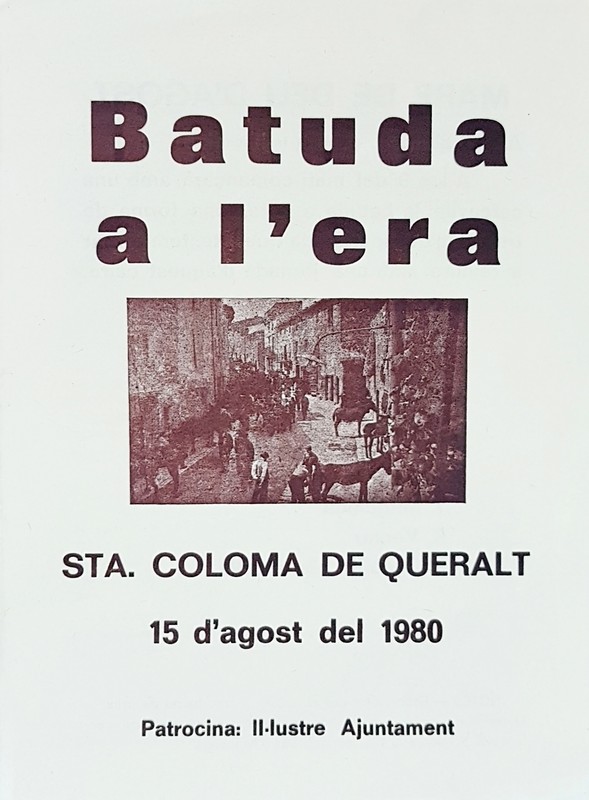 Batuda
a l'era
STA. COLOMA DE QUERALT
15 d'agost del 1980
Patrocina: Il·lustre Ajuntament